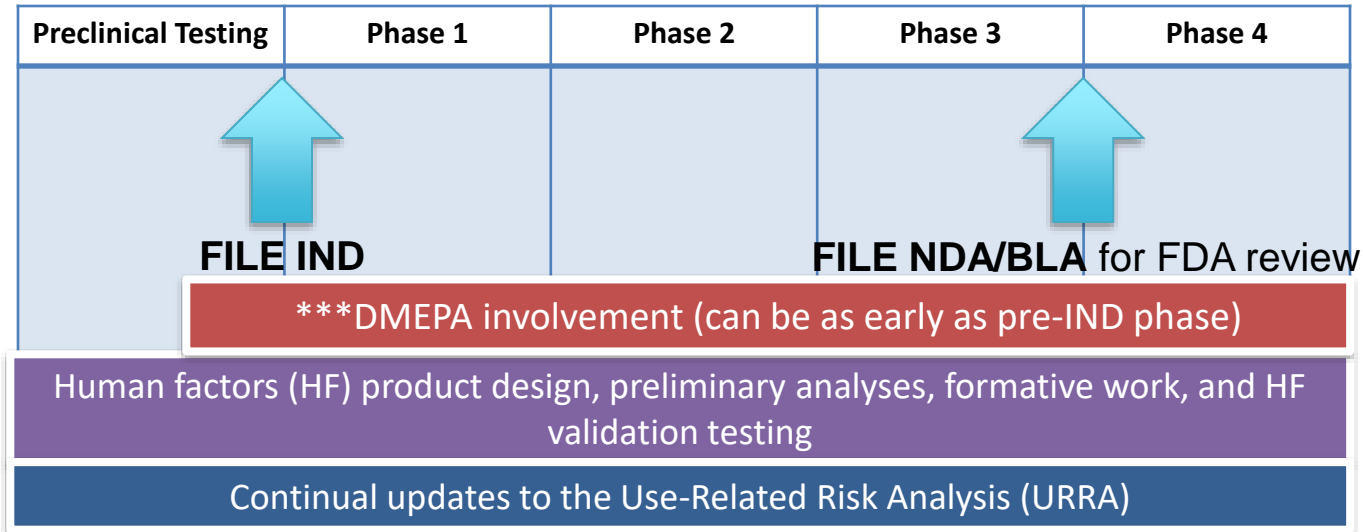 Preclinical Testing
Phase 1
Phase 2
Phase 3
Phase 4
FILE IND
FILE NDA/BLA for FDA review
***DMEPA involvement (can be as early as pre-IND phase)
Human factors (HF) product design, preliminary analyses, formative work, and HF
validation testing
Continual updates to the Use-Related Risk Analysis (URRA)